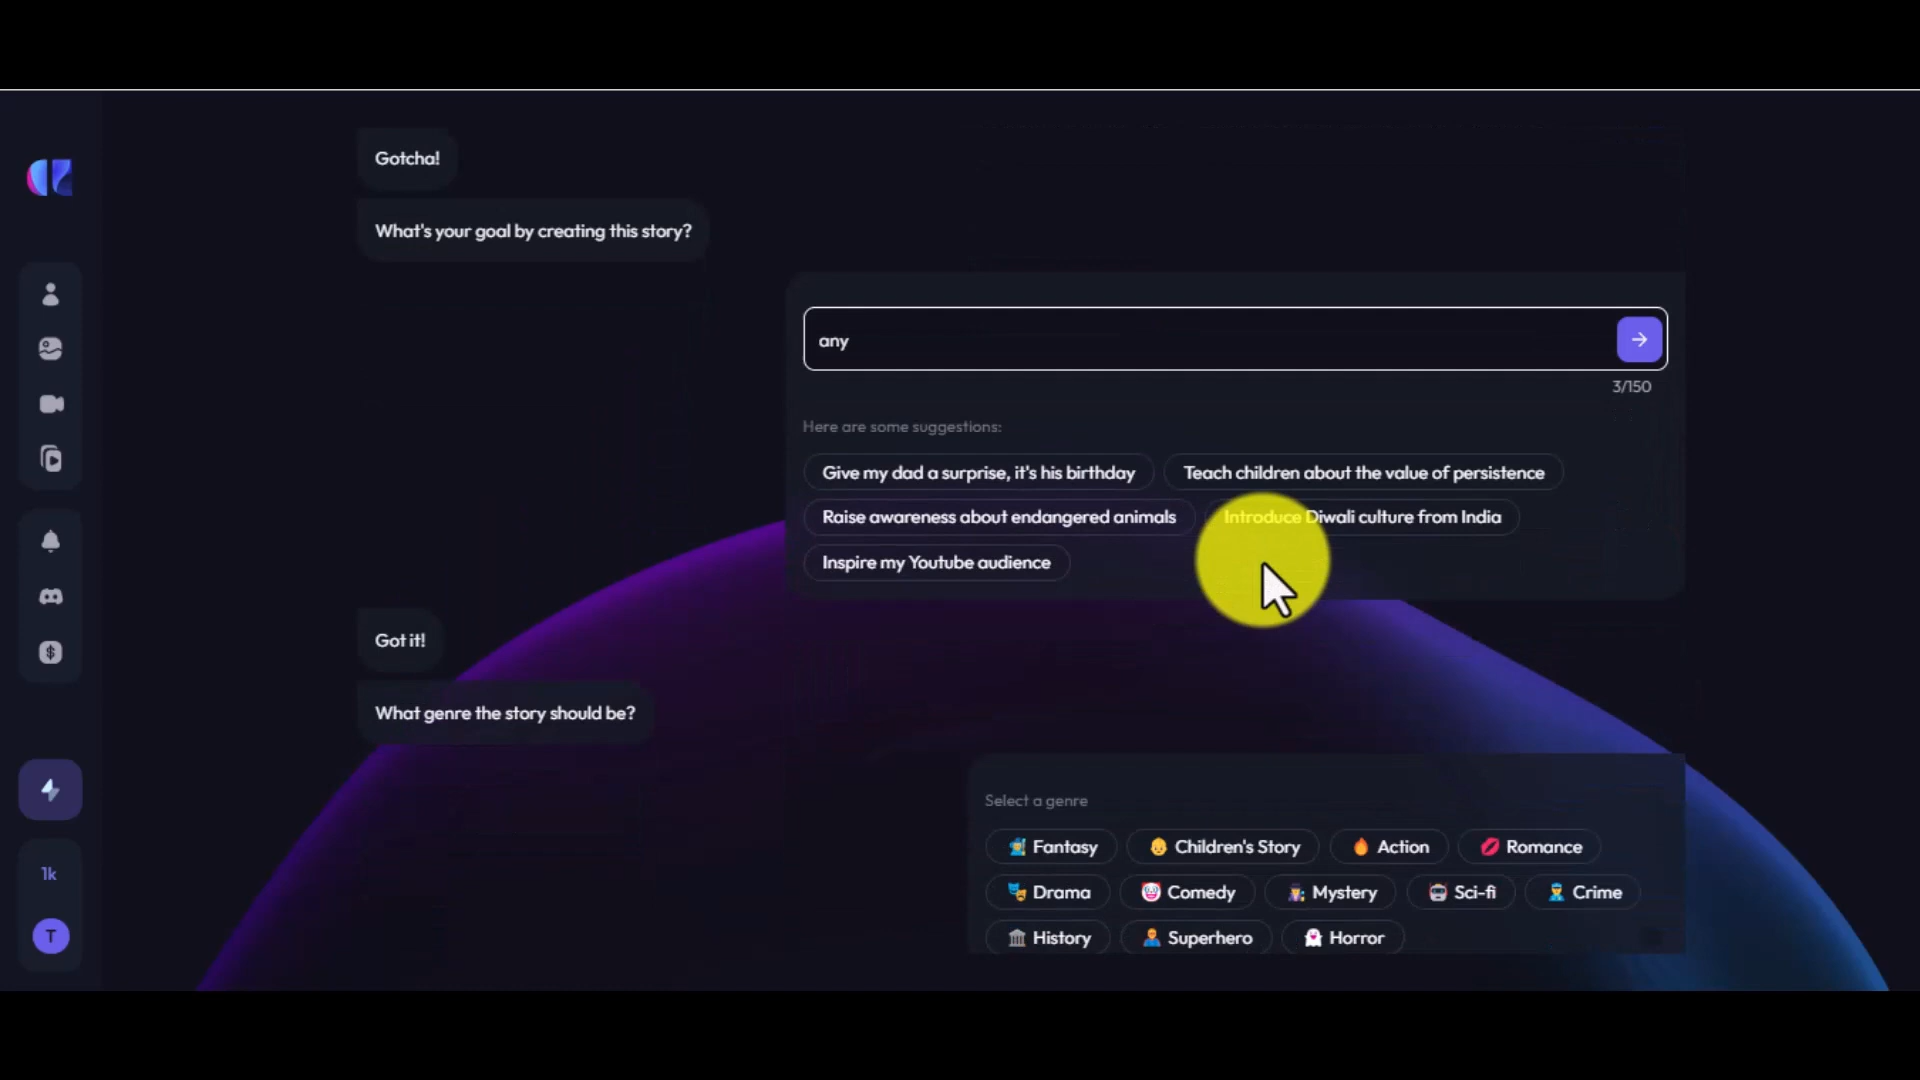 Gotcha!
What's your goal by creating this story?
any
3/150
Here are some suggestions:
Give my dad a surprise, it's his birthday
Teach children about the value of persistence
Raise awareness about endangered animals
Introduce Diwali culture from India
Inspire my Youtube audience
Got it!
What genre the story should be?
Select a genre
Fantasy
Children's Story
Action
Romance
Drama
Comedy
Mystery
Sci-fi
Crime
History
Superhero
Horror
1k
T